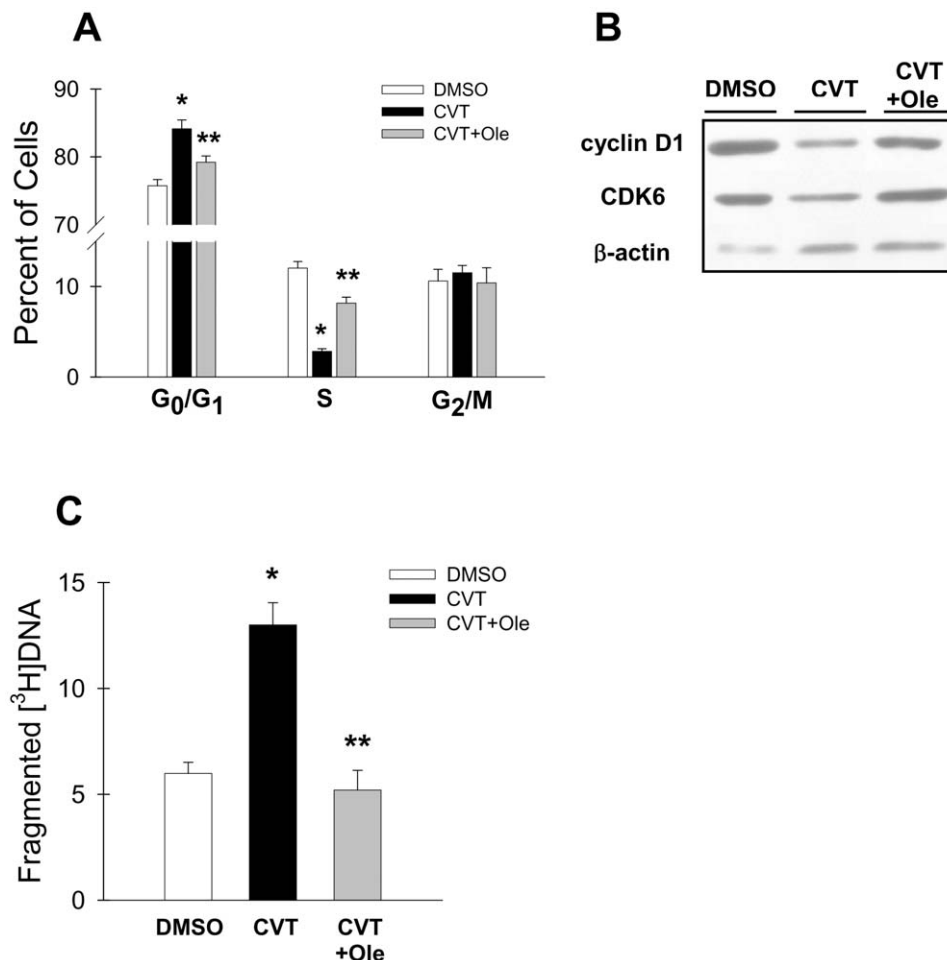 A
Percent of Cells
90
80
70
10
0
*
**
*
**
DMSO
CVT
CVT+Ole
G0/G1
S
G2/M
B
DMSO
CVT
CVT
+Ole
cyclin D1
CDK6
β-actin
C
Fragmented [³H]DNA
15
10
5
0
*
**
DMSO
CVT
CVT+Ole
DMSO
CVT
CVT
+Ole